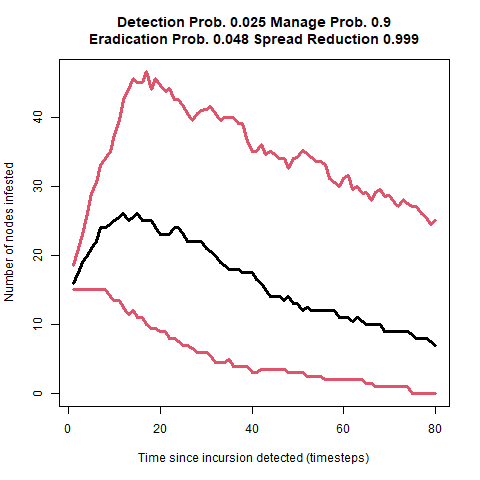 Detection Prob. 0.025 Manage Prob. 0.9
Eradication Prob. 0.048 Spread Reduction 0.999
Number of nodes infested
40
30
20
10
0
0 20 40 60 80
Time since incursion detected (timesteps)